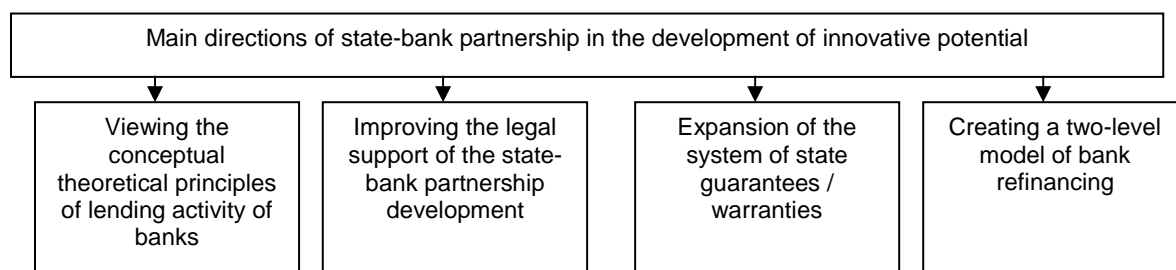 Main directions of state-bank partnership in the development of innovative potential
Viewing the
conceptual
theoretical principles
of lending activity of
banks
Improving the legal
support of the state-
bank partnership
development
Expansion of the
system of state
guarantees /
warranties
Creating a two-level
model of bank
refinancing